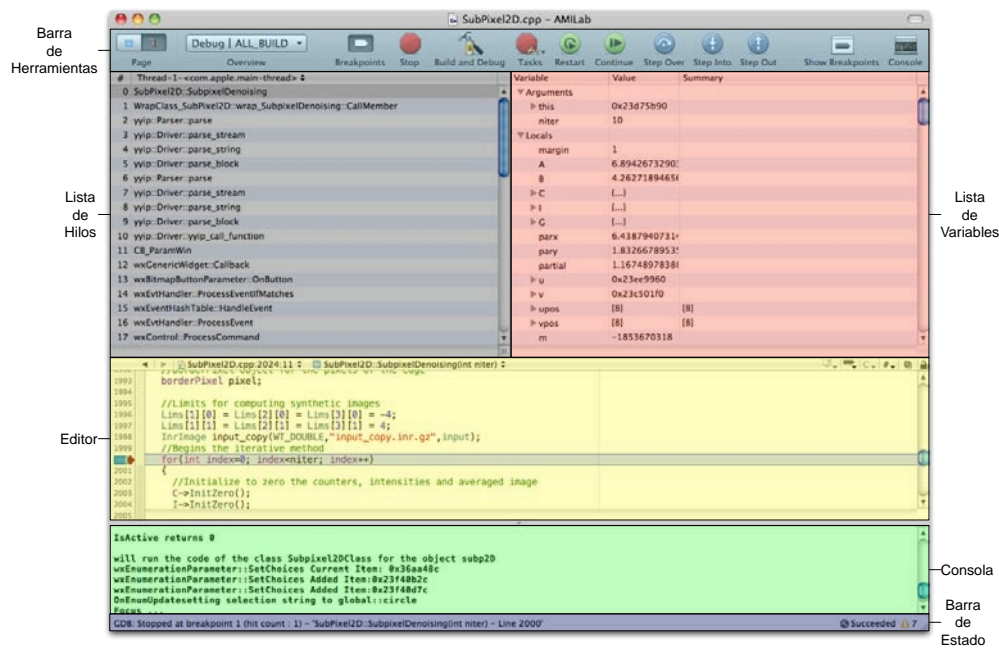 SubPixel2D.cpp - AMILab
Barra
de
Herramientas
Debug | ALL_BUILD
Page Overview Breakpoints Stop Build and Debug Tasks Restart Continue Step Over Step Into Step Out Show Breakpoints Console
# Thread-1-<com.apple.main-thread>
0 SubPixel2D::SubpixelDenoising
1 WrapClass_SubPixel2D::wrap_SubpixelDenoising::CallMember
2 yyip::Parser::parse
3 yyip::Driver::parse_stream
4 yyip::Driver::parse_string
5 yyip::Driver::parse_block
6 yyip::Parser::parse
7 yyip::Driver::parse_stream
8 yyip::Driver::parse_string
9 yyip::Driver::parse_block
10 yyip::Driver::yyip_call_function
11 CB_ParamWin
12 wxGenericWidget::Callback
13 wxBitmapButtonParameter::OnButton
14 wxEvtHandler::ProcessEventIfMatches
15 wxEventHashTable::HandleEvent
16 wxEvtHandler::ProcessEvent
17 wxControl::ProcessCommand
Lista
de
Hilos
Variable Value Summary
Arguments
this 0x23d75b90
niter 10
Locals
margin 1
A 6.8942673290
B 4.2627189465
C {...}
I {...}
G {...}
parx 6.4387940731
pary 1.8326678953
partial 1.1674897838
u 0x23ee9960
v 0x23c501f0
upos [8] [8]
vpos [8] [8]
m -1853670318
Lista
de
Variables
SubPixel2D.cpp:2024:11 SubPixel2D::SubpixelDenoising(int niter)
1993 borderPixel pixel;
1994
1995 //Limits for computing synthetic images
1996 Lims[1][0] = Lims[2][0] = Lims[3][0] = -4;
1997 Lims[1][1] = Lims[2][1] = Lims[3][1] = 4;
1998 InrImage input_copy(WT_DOUBLE,"input_copy.inr.gz",input);
1999 //Begins the iterative method
for(int index=0; index<niter; index++)
2001 {
2002 //Initialize to zero the counters, intensities and averaged image
2003 C->InitZero();
2004 I->InitZero();
2005
Editor
IsActive returns 0
will run the code of the class Subpixel2DClass for the object subp2D
wxEnumerationParameter::SetChoices Current Item: 0x36aa48c
wxEnumerationParameter::SetChoices Added Item:0x23f40b2c
wxEnumerationParameter::SetChoices Added Item:0x23f40d7c
OnEnumUpdatesetting selection string to global::circle
Focus ...
Consola
GDB: Stopped at breakpoint 1 (hit count : 1) - 'SubPixel2D::SubpixelDenoising(int niter) - Line 2000' Succeeded 7
Barra
de
Estado